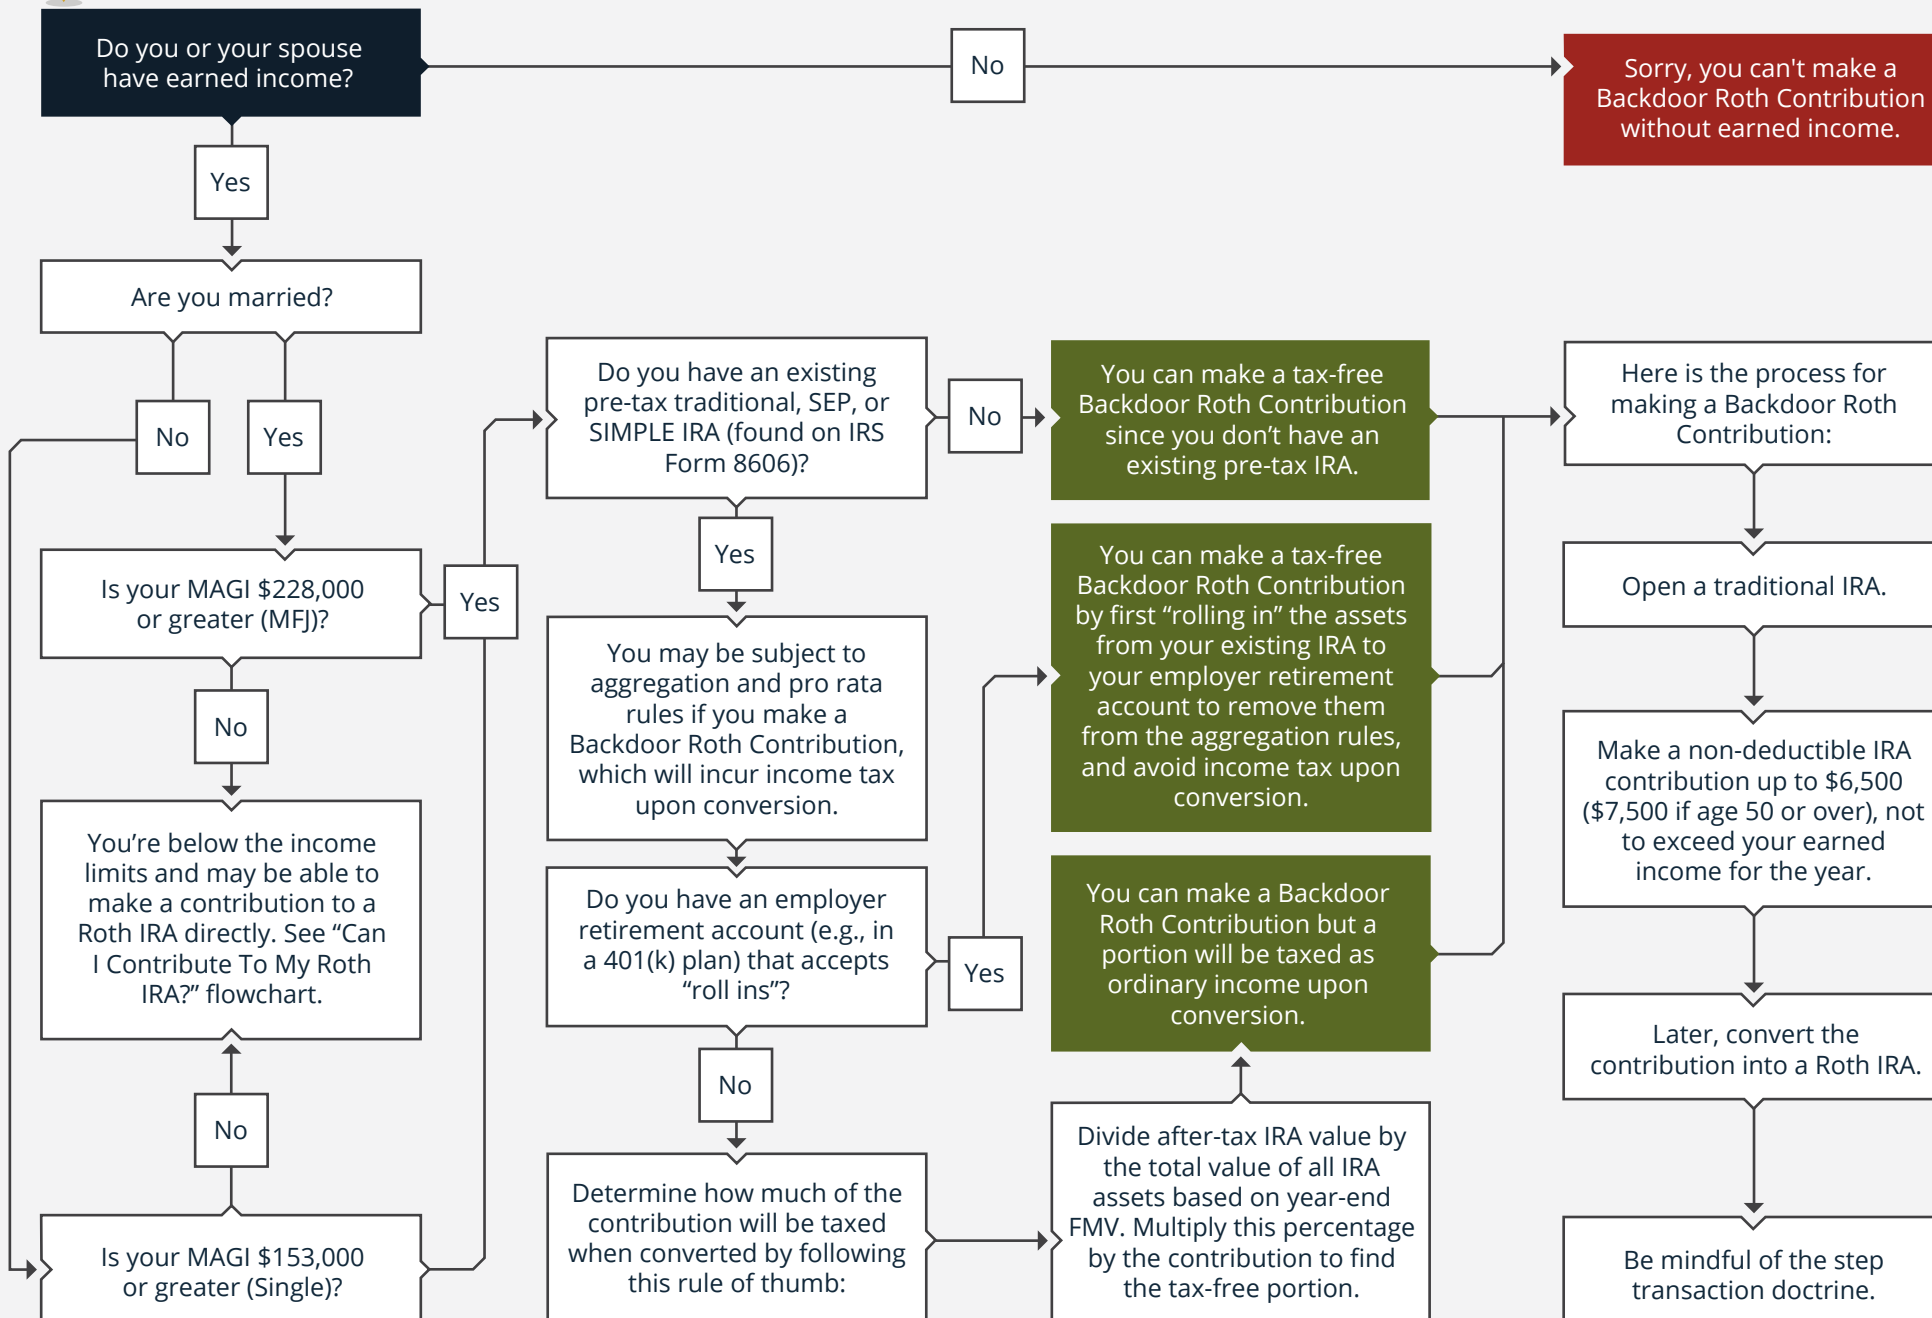 Do you or your spouse
have earned income?
No
Sorry, you can't make a
Backdoor Roth Contribution
without earned income.
Yes
Are you married?
No
Yes
Is your MAGI $228,000
or greater (MFJ)?
Yes
No
You’re below the income
limits and may be able to
make a contribution to a
Roth IRA directly. See “Can
I Contribute To My Roth
IRA?” flowchart.
No
Is your MAGI $153,000
or greater (Single)?
Do you have an existing
pre-tax traditional, SEP, or
SIMPLE IRA (found on IRS
Form 8606)?
No
Yes
You may be subject to
aggregation and pro rata
rules if you make a
Backdoor Roth Contribution,
which will incur income tax
upon conversion.
Do you have an employer
retirement account (e.g., in
a 401(k) plan) that accepts
“roll ins”?
Yes
No
Determine how much of the
contribution will be taxed
when converted by following
this rule of thumb:
You can make a tax-free
Backdoor Roth Contribution
since you don’t have an
existing pre-tax IRA.
You can make a tax-free
Backdoor Roth Contribution
by first “rolling in” the assets
from your existing IRA to
your employer retirement
account to remove them
from the aggregation rules,
and avoid income tax upon
conversion.
You can make a Backdoor
Roth Contribution but a
portion will be taxed as
ordinary income upon
conversion.
Divide after-tax IRA value by
the total value of all IRA
assets based on year-end
FMV. Multiply this percentage
by the contribution to find
the tax-free portion.
Here is the process for
making a Backdoor Roth
Contribution:
Open a traditional IRA.
Make a non-deductible IRA
contribution up to $6,500
($7,500 if age 50 or over), not
to exceed your earned
income for the year.
Later, convert the
contribution into a Roth IRA.
Be mindful of the step
transaction doctrine.